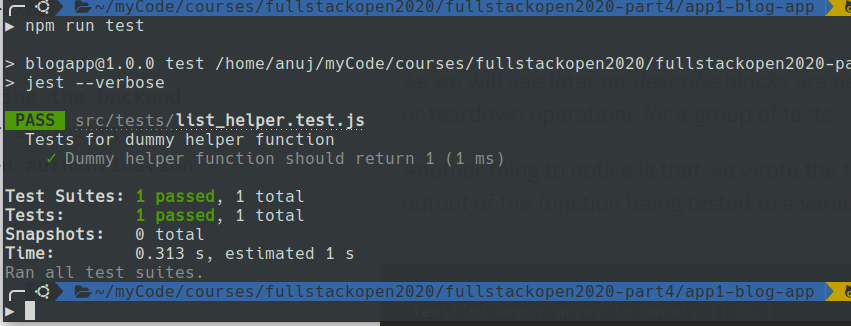 ~/myCode/courses/fullstackopen2020/fullstackopen2020-part4/app1-blog-app
▶ npm run test
> blogapp@1.0.0 test /home/anuj/myCode/courses/fullstackopen2020/fullstackopen2020-pa
> jest --verbose
PASS src/tests/list_helper.test.js
Tests for dummy helper function
✓ Dummy helper function should return 1 (1 ms)
Test Suites: 1 passed, 1 total
Tests: 1 passed, 1 total
Snapshots: 0 total
Time: 0.313 s, estimated 1 s
Ran all test suites.
~/myCode/courses/fullstackopen2020/fullstackopen2020-part4/app1-blog-app
▶